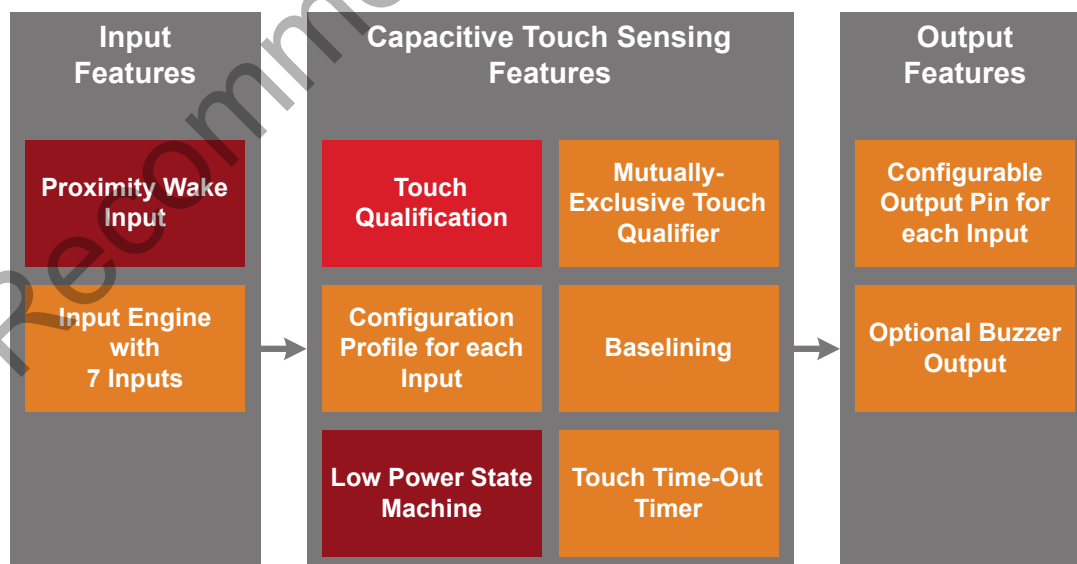 Input
Features
Proximity Wake
Input
Input Engine
with
7 Inputs
Capacitive Touch Sensing
Features
Touch
Qualification
Mutually-
Exclusive Touch
Qualifier
Configuration
Profile for each
Input
Baselining
Low Power State
Machine
Touch Time-Out
Timer
Output
Features
Configurable
Output Pin for
each Input
Optional Buzzer
Output